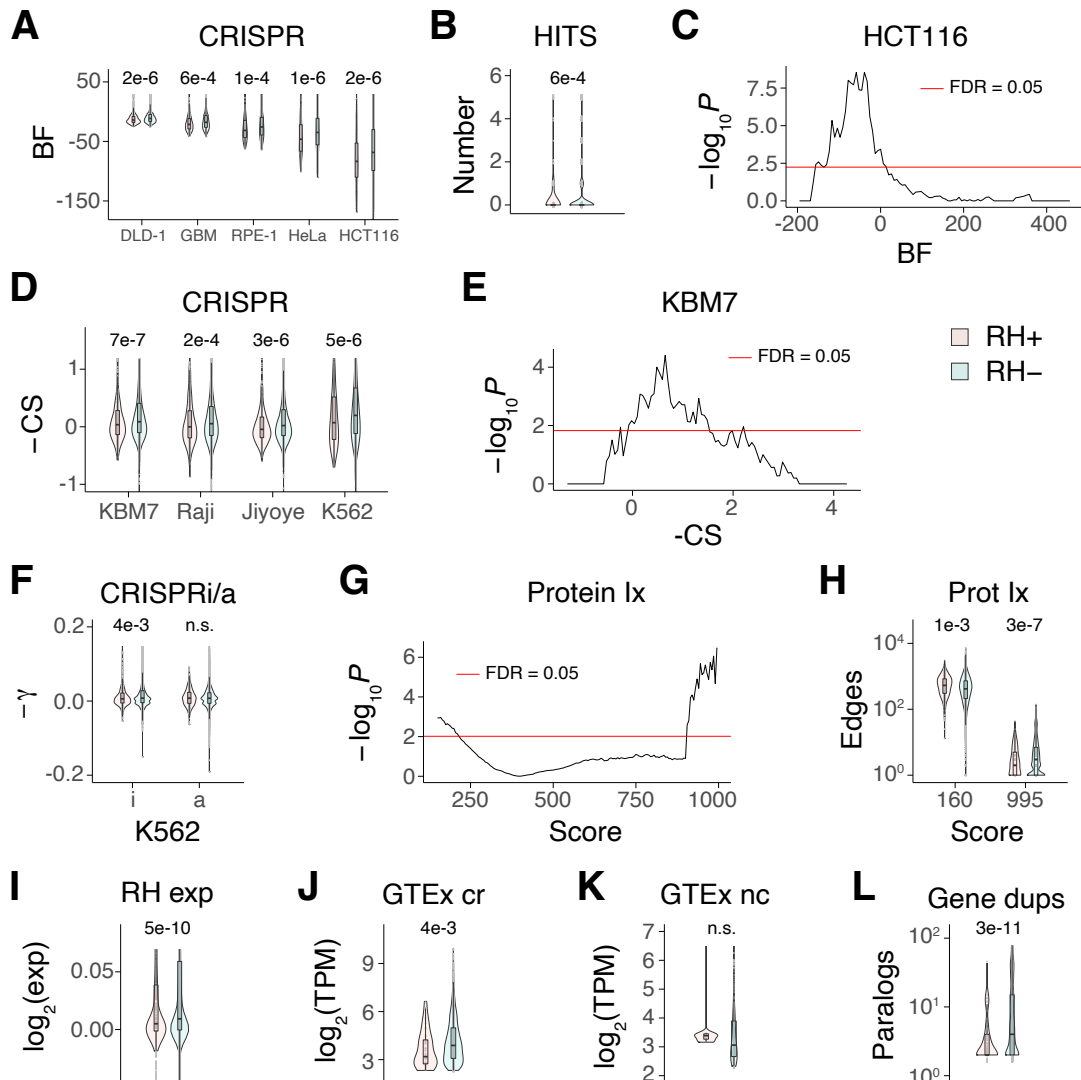 A
CRISPR
50
-50
-150
BF
2e-6 6e-4 1e-4 1e-6 2e-6
DLD-1 GBM RPE-1 HeLa HCT116
B
HITS
6
4
2
0
Number
6e-4
C
HCT116
7.5
5.0
2.5
0.0
−log10P
FDR = 0.05
-200 0 200 400
BF
D
CRISPR
1
0
-1
−CS
7e-7 2e-4 3e-6 5e-6
KBM7 Raji Jiyoye K562
E
KBM7
4
2
0
−log10P
FDR = 0.05
0 2 4
-CS
RH+
RH−
F
CRISPRi/a
0.2
0.0
-0.2
−γ
4e-3 n.s.
i a
K562
G
Protein Ix
6
4
2
0
−log10P
FDR = 0.05
250 500 750 1000
Score
H
Prot Ix
10^4
10^2
10^0
Edges
1e-3 3e-7
160 995
Score
I
RH exp
0.05
0.00
log2(exp)
5e-10
J
GTEx cr
9
6
3
log2(TPM)
4e-3
K
GTEx nc
7
6
5
4
3
2
log2(TPM)
n.s.
L
Gene dups
10^2
10^1
10^0
Paralogs
3e-11